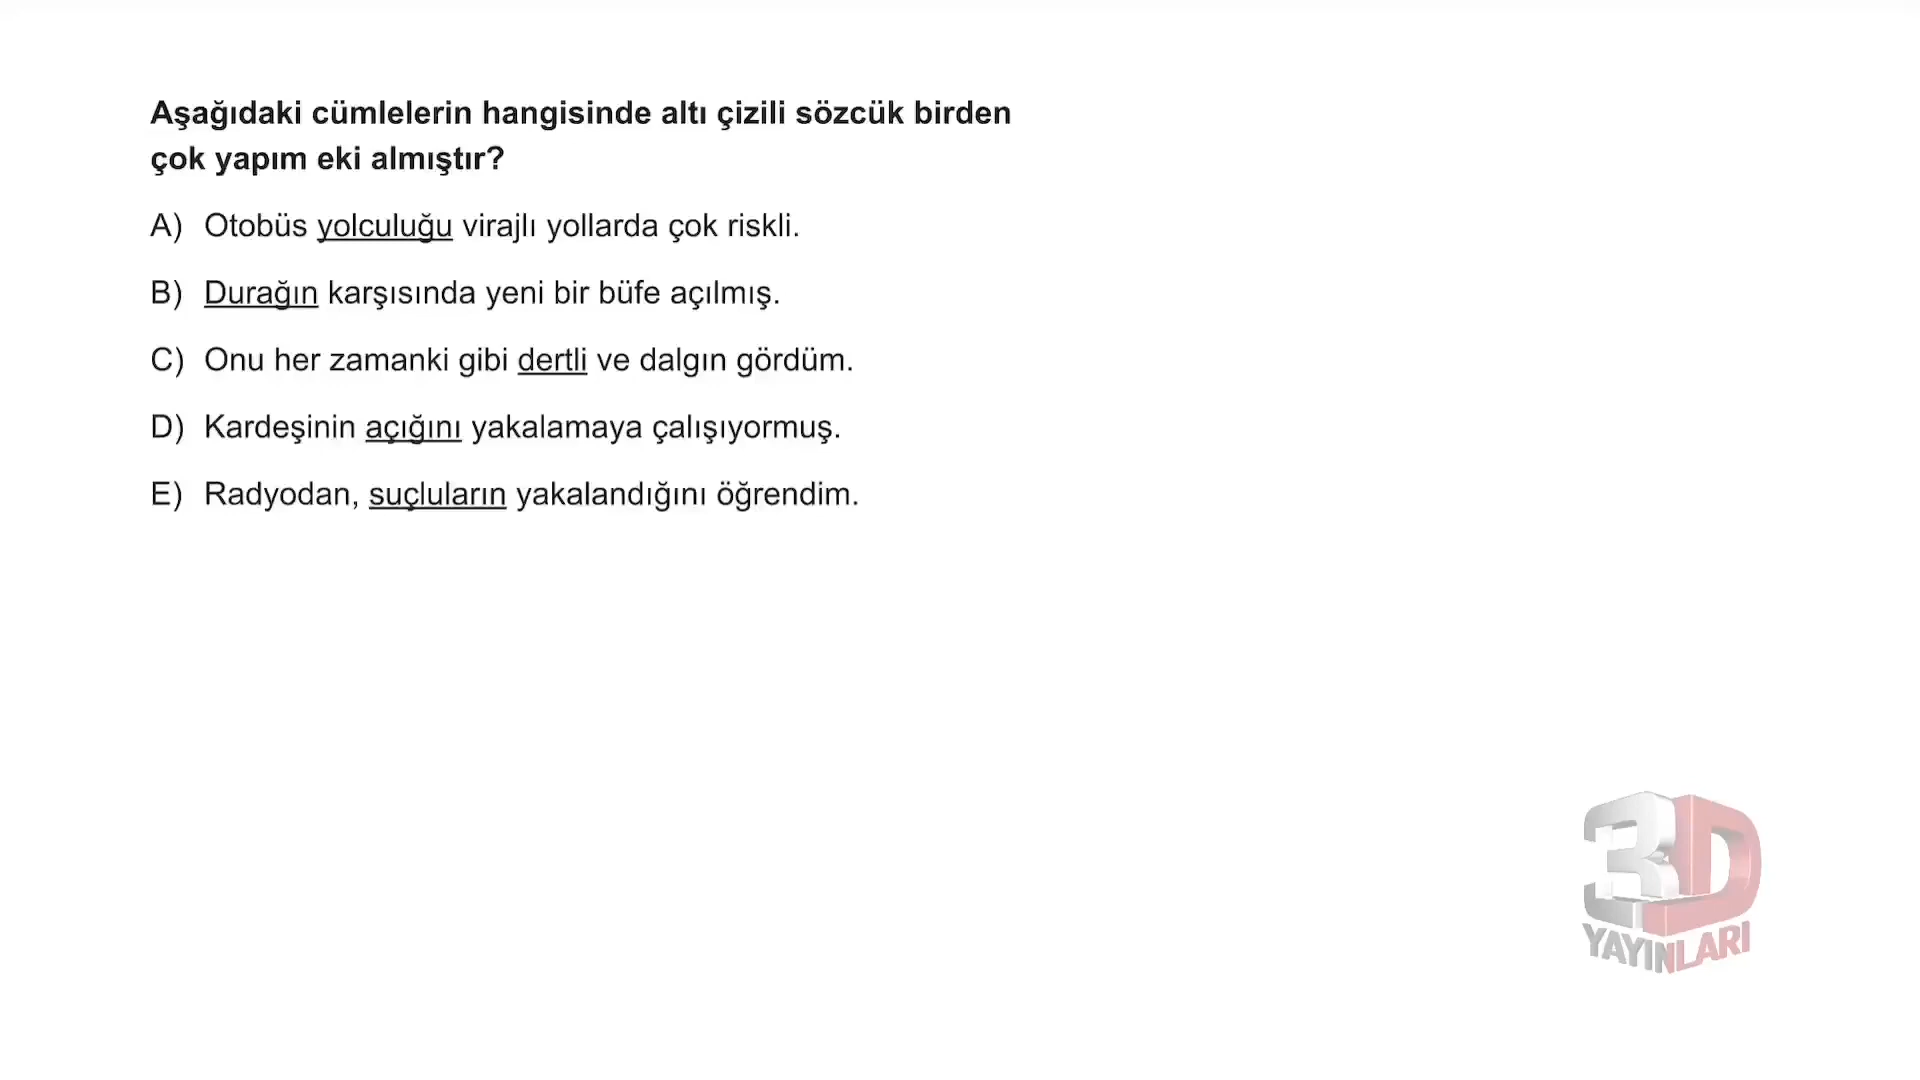 Aşağıdaki cümlelerin hangisinde altı çizili sözcük birden
çok yapım eki almıştır?
A) Otobüs yolculuğu virajlı yollarda çok riskli.
B) Durağın karşısında yeni bir büfe açılmış.
C) Onu her zamanki gibi dertli ve dalgın gördüm.
D) Kardeşinin açığını yakalamaya çalışıyormuş.
E) Radyodan, suçluların yakalandığını öğrendim.
3D
YAYINLARI